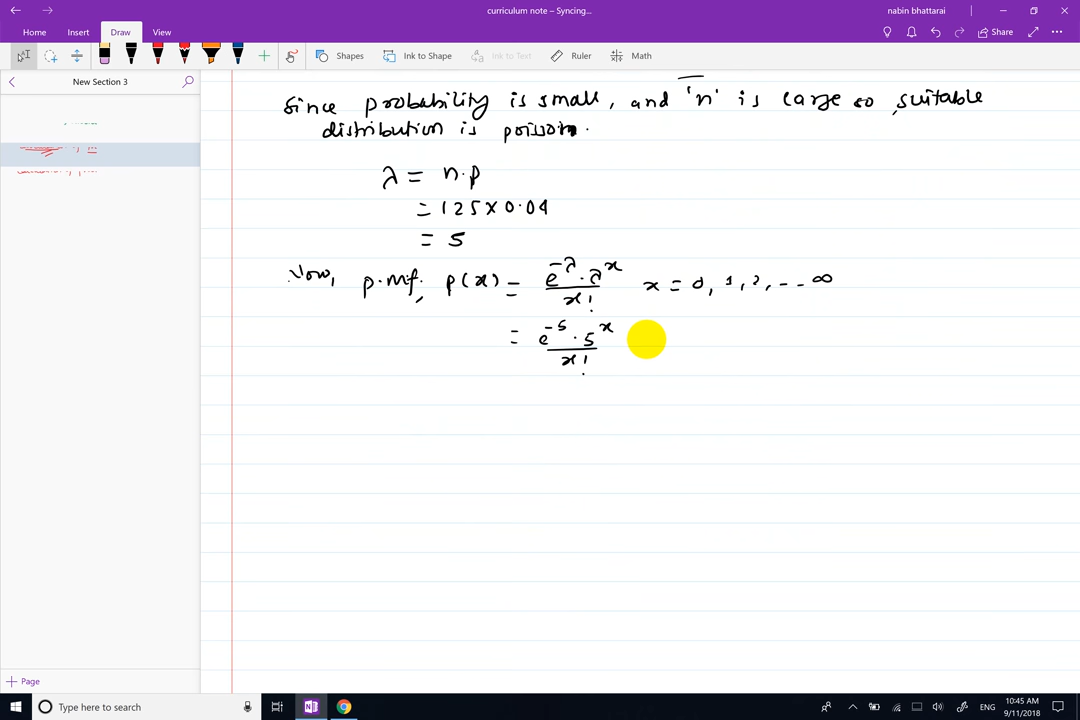 curriculum note – Syncing...
nabin bhattarai
Home Insert Draw View
Share
Shapes Ink to Shape Ink to Text Ruler Math
New Section 3
Since probability is small, and 'n' is large so, suitable
distribution is poisson.
λ = n.p
= 125 × 0.04
= 5
Now, p.m.f, p(x) = e^-λ . λ^x / x! x = 0, 1, 2, - - ∞
= e^-5 . 5^x / x!
+ Page
Type here to search
ENG
10:45 AM
9/11/2018